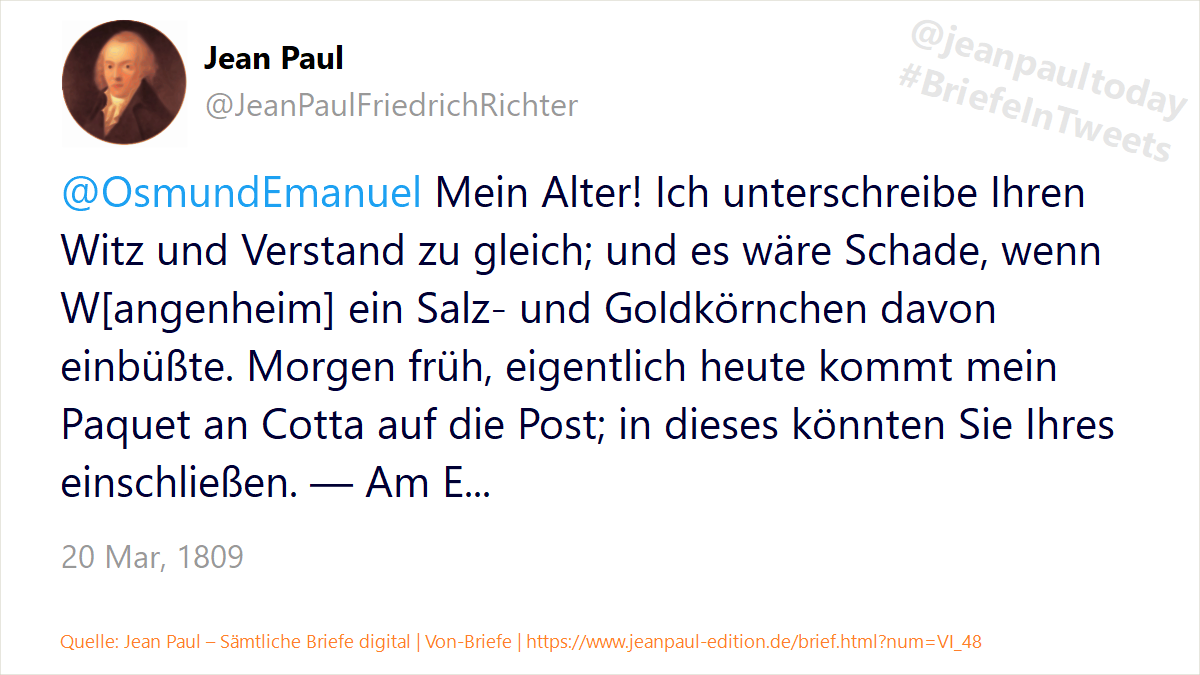 Jean Paul
@JeanPaulFriedrichRichter
@jeanpaultoday
#BriefeInTweets
@OsmundEmanuel Mein Alter! Ich unterschreibe Ihren
Witz und Verstand zu gleich; und es wäre Schade, wenn
W[angenheim] ein Salz- und Goldkörnchen davon
einbüßte. Morgen früh, eigentlich heute kommt mein
Paquet an Cotta auf die Post; in dieses könnten Sie Ihres
einschließen. — Am E...
20 Mar, 1809
Quelle: Jean Paul – Sämtliche Briefe digital | Von-Briefe | https://www.jeanpaul-edition.de/brief.html?num=VI_48